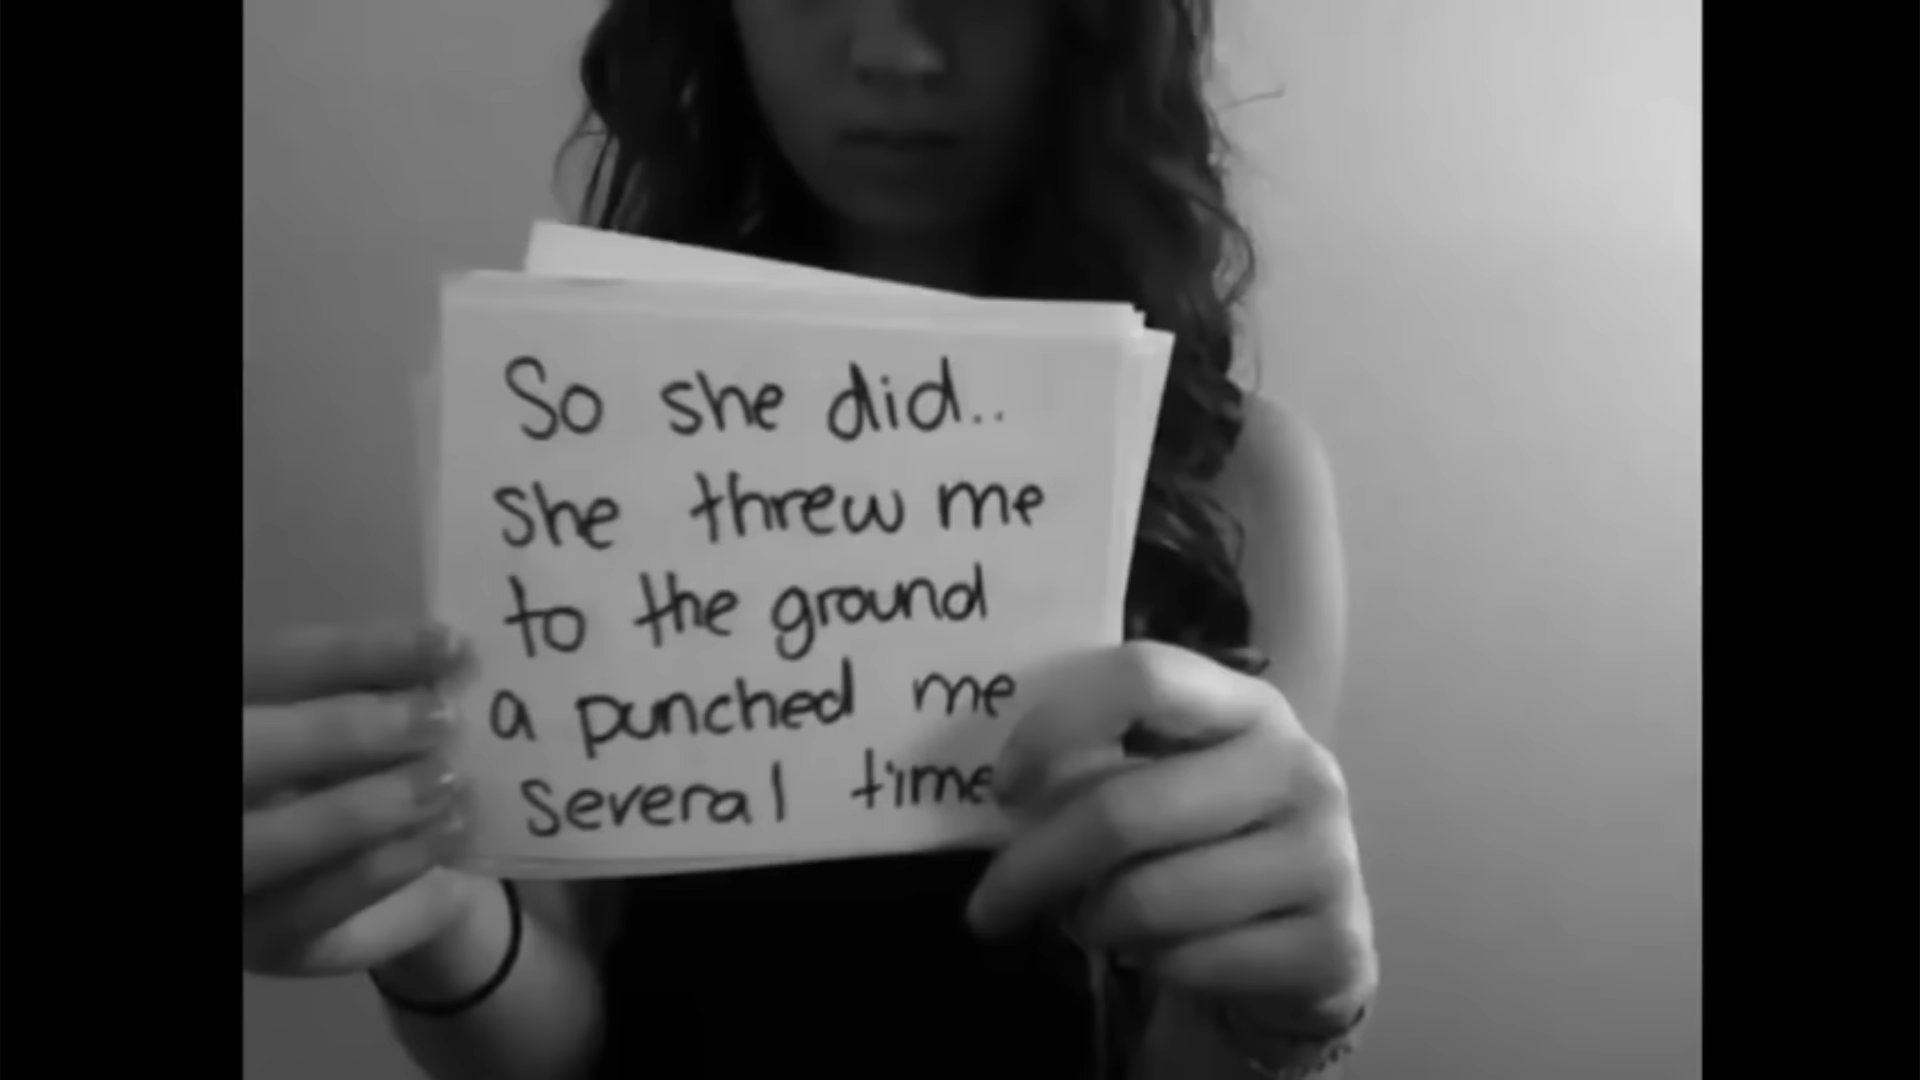 So she did..
she threw me
to the ground
a punched me
several time